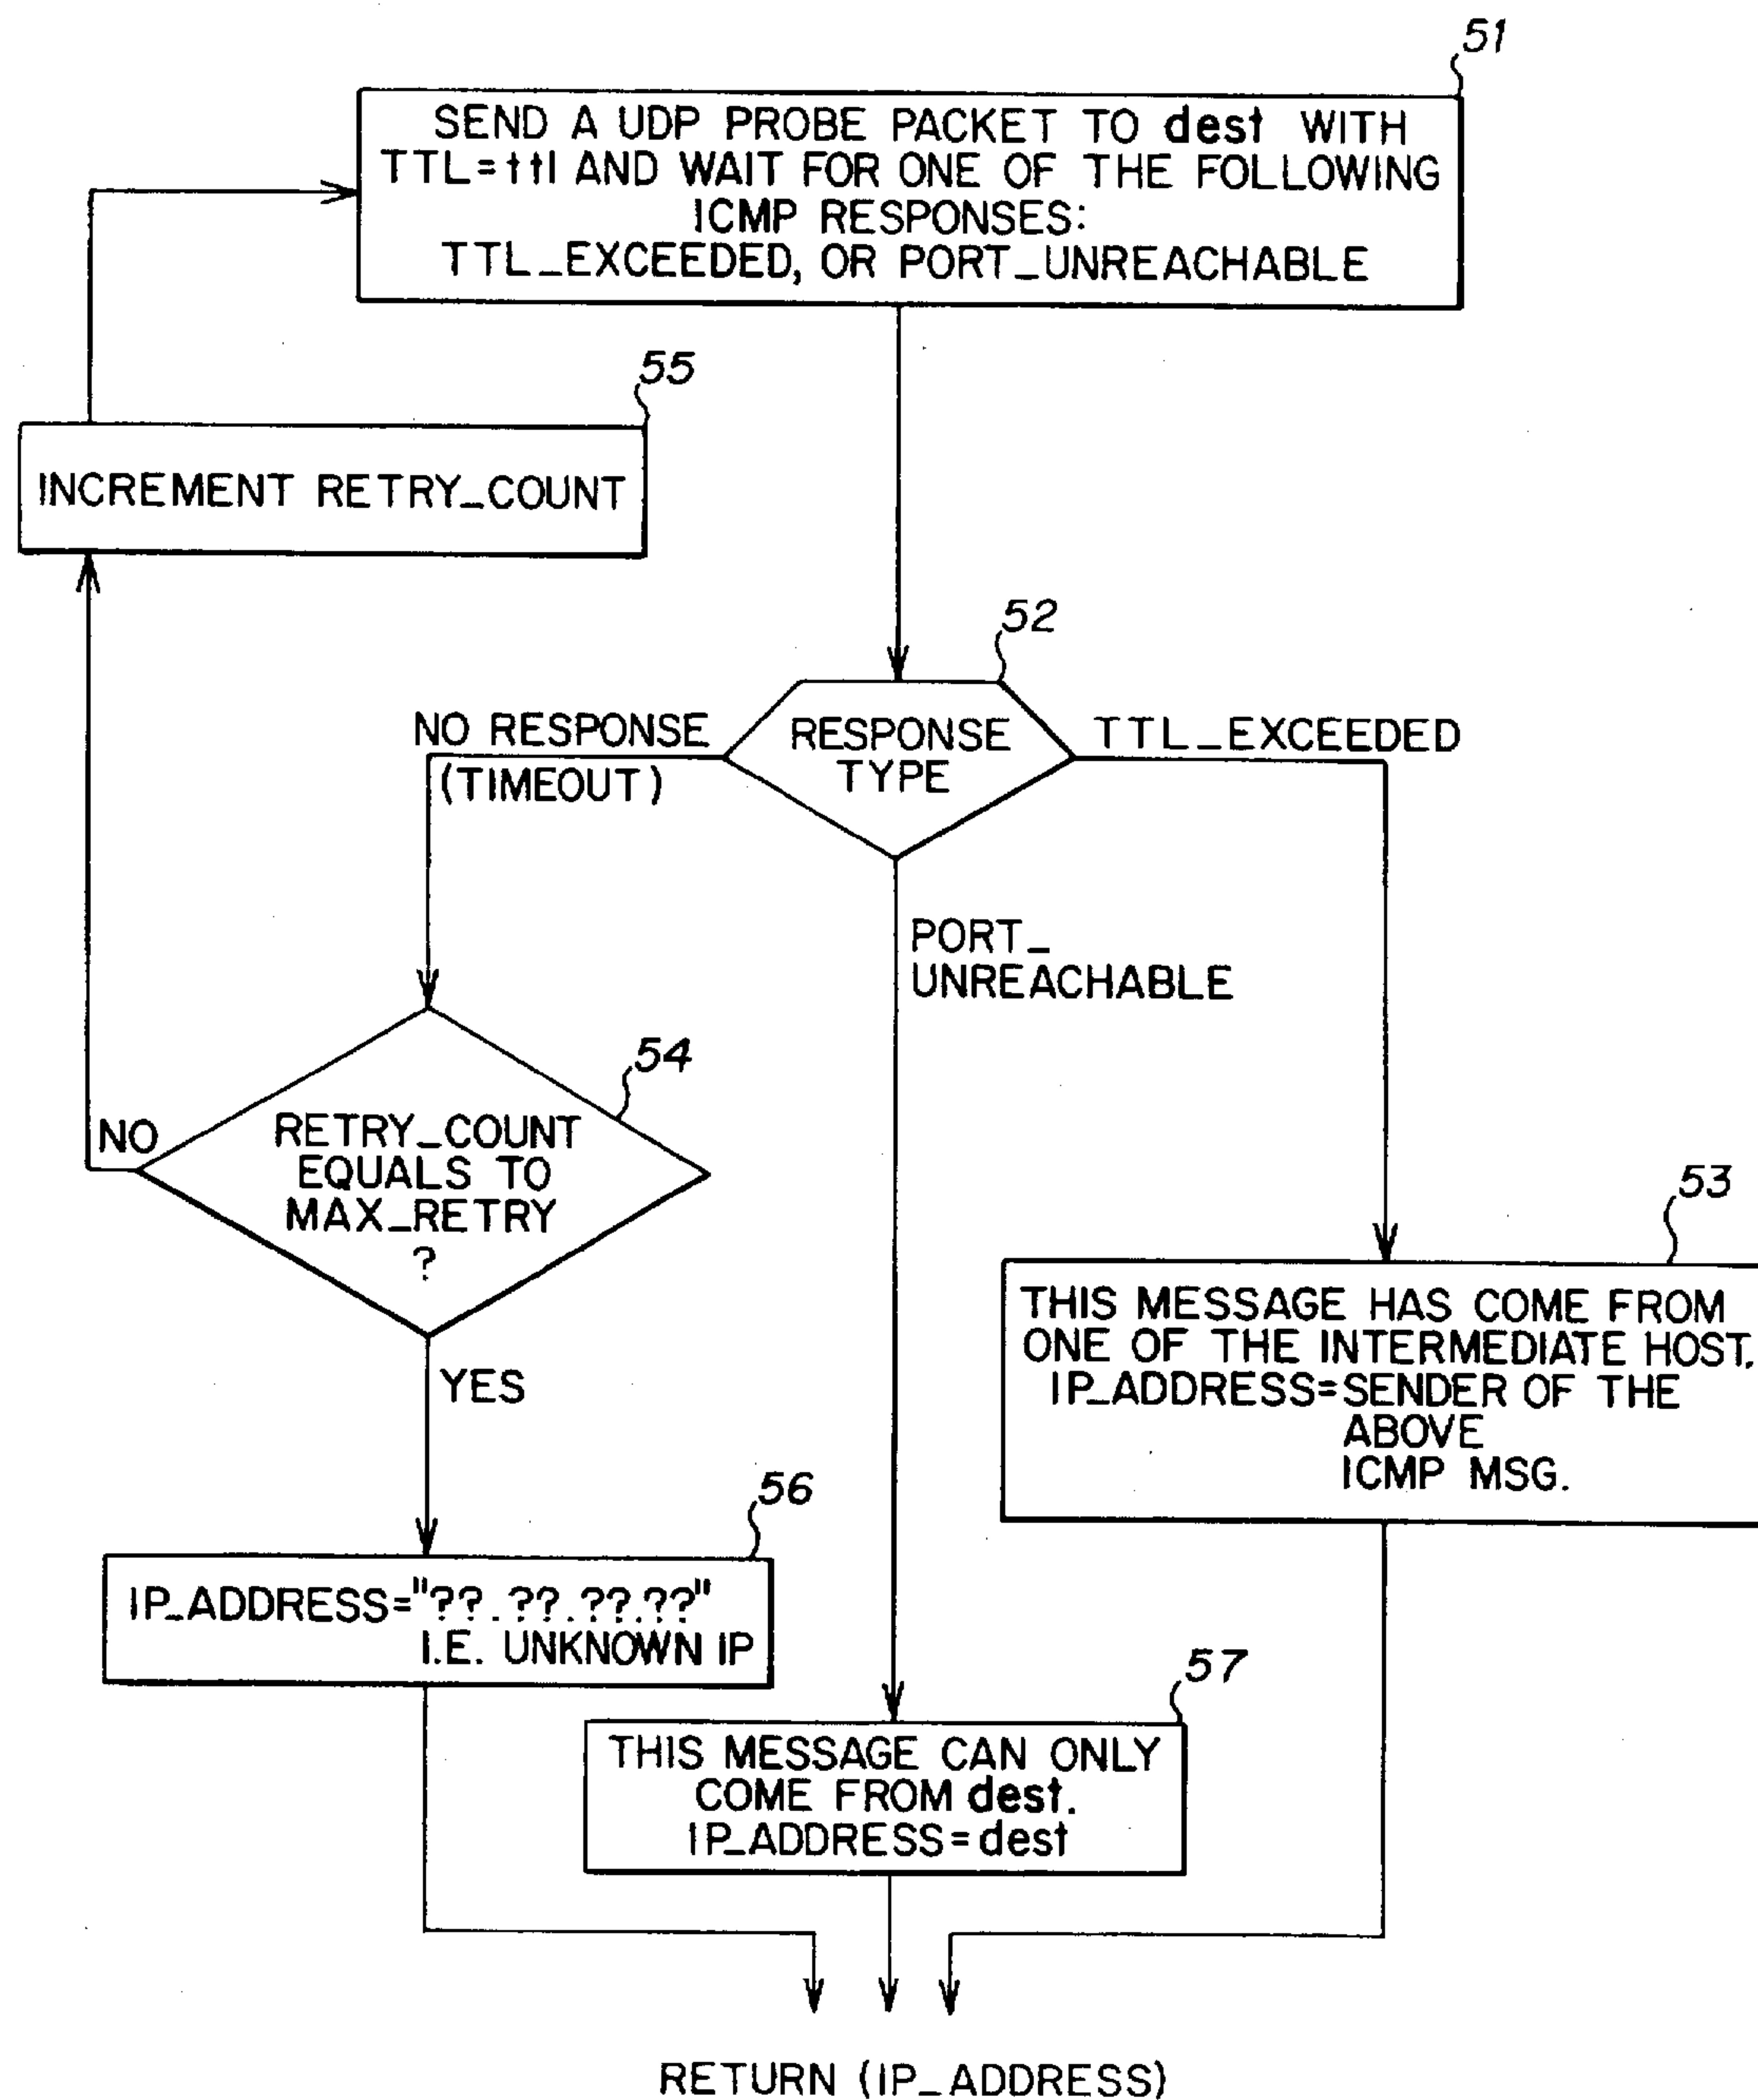 51
SEND A UDP PROBE PACKET TO dest WITH
TTL=ttl AND WAIT FOR ONE OF THE FOLLOWING
ICMP RESPONSES:
TTL_EXCEEDED, OR PORT_UNREACHABLE
55
INCREMENT RETRY_COUNT
52
NO RESPONSE
(TIMEOUT)
RESPONSE
TYPE
TTL_EXCEEDED
PORT_
UNREACHABLE
54
NO
RETRY_COUNT
EQUALS TO
MAX_RETRY
?
YES
53
THIS MESSAGE HAS COME FROM
ONE OF THE INTERMEDIATE HOST.
IP_ADDRESS=SENDER OF THE
ABOVE
ICMP MSG.
56
IP_ADDRESS="??.??.??.??"
I.E. UNKNOWN IP
57
THIS MESSAGE CAN ONLY
COME FROM dest.
IP_ADDRESS=dest
RETURN (IP_ADDRESS)